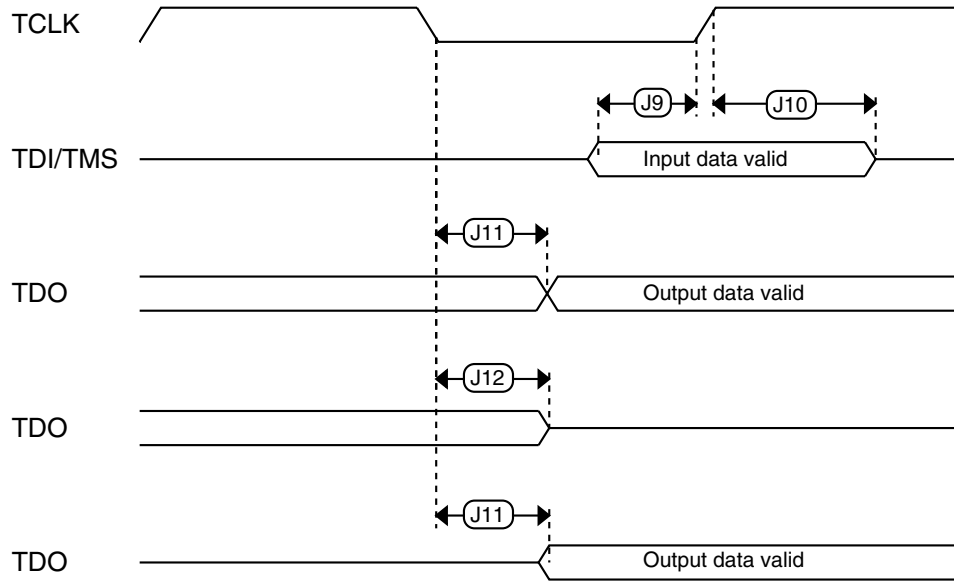 TCLK
J9
J10
TDI/TMS
Input data valid
J11
TDO
Output data valid
J12
TDO
J11
TDO
Output data valid